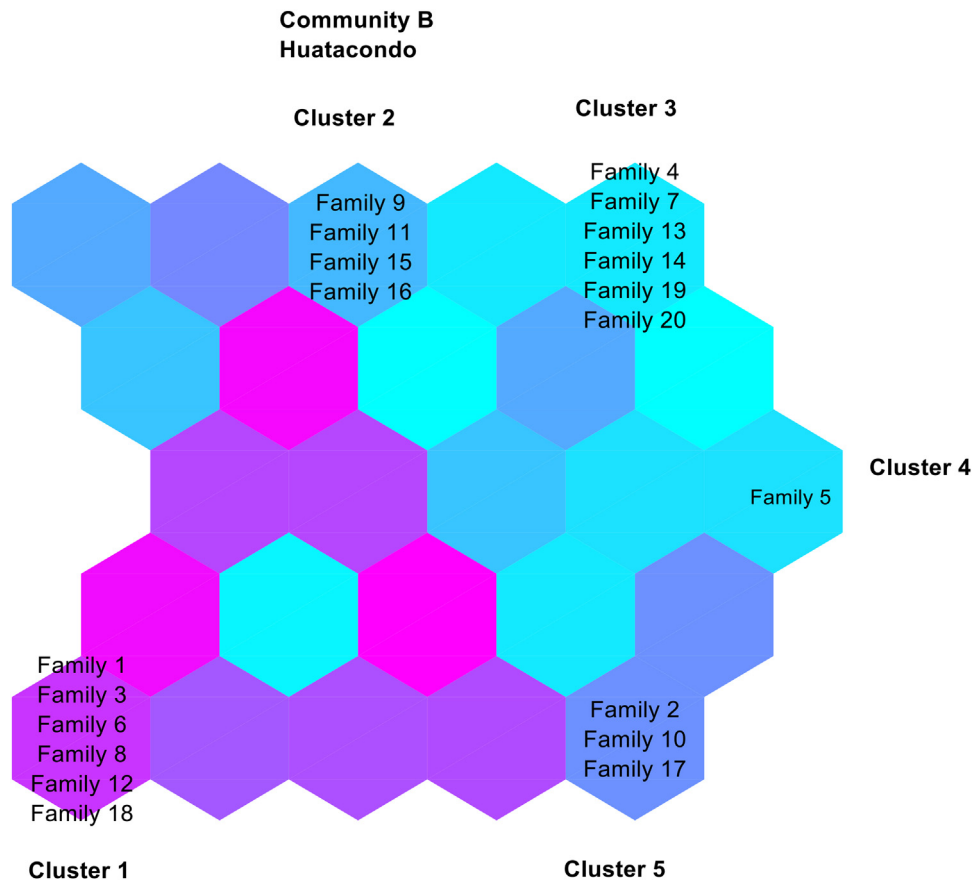 Community B
Huatacondo
Cluster 2
Cluster 3
Family 9
Family 11
Family 15
Family 16
Family 4
Family 7
Family 13
Family 14
Family 19
Family 20
Cluster 4
Family 5
Family 1
Family 3
Family 6
Family 8
Family 12
Family 18
Family 2
Family 10
Family 17
Cluster 1
Cluster 5